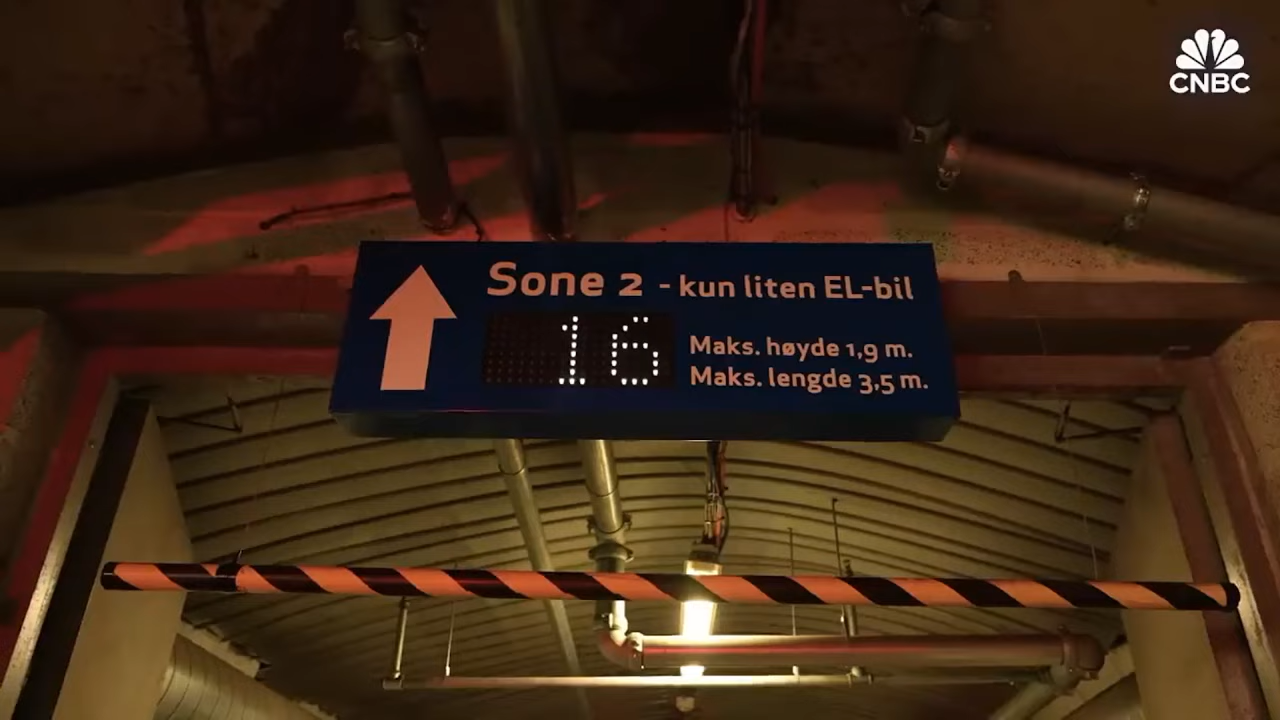 CNBC
Sone 2 - kun liten EL-bil
16
Maks. høyde 1,9 m.
Maks. lengde 3,5 m.